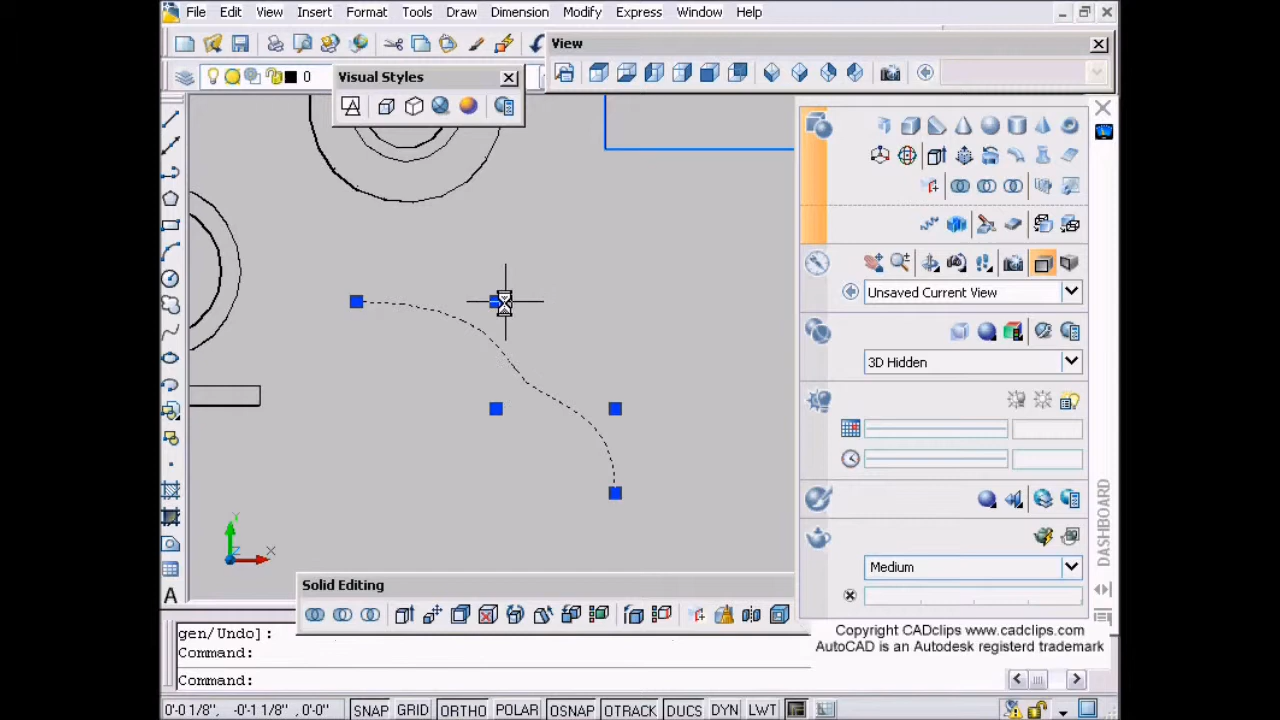 File Edit View Insert Format Tools Draw Dimension Modify Express Window Help
View
0
Visual Styles
Unsaved Current View
3D Hidden
Y
X
Z
Medium
DASHBOARD
Solid Editing
A
gen/Undo]:
Command:
Command:
Copyright CADclips www.cadclips.com
AutoCAD is an Autodesk registerd trademark
0'-0 1/8", -0'-1 1/8", 0'0" SNAP GRID ORTHO POLAR OSNAP OTRACK DUCS DYN LWT